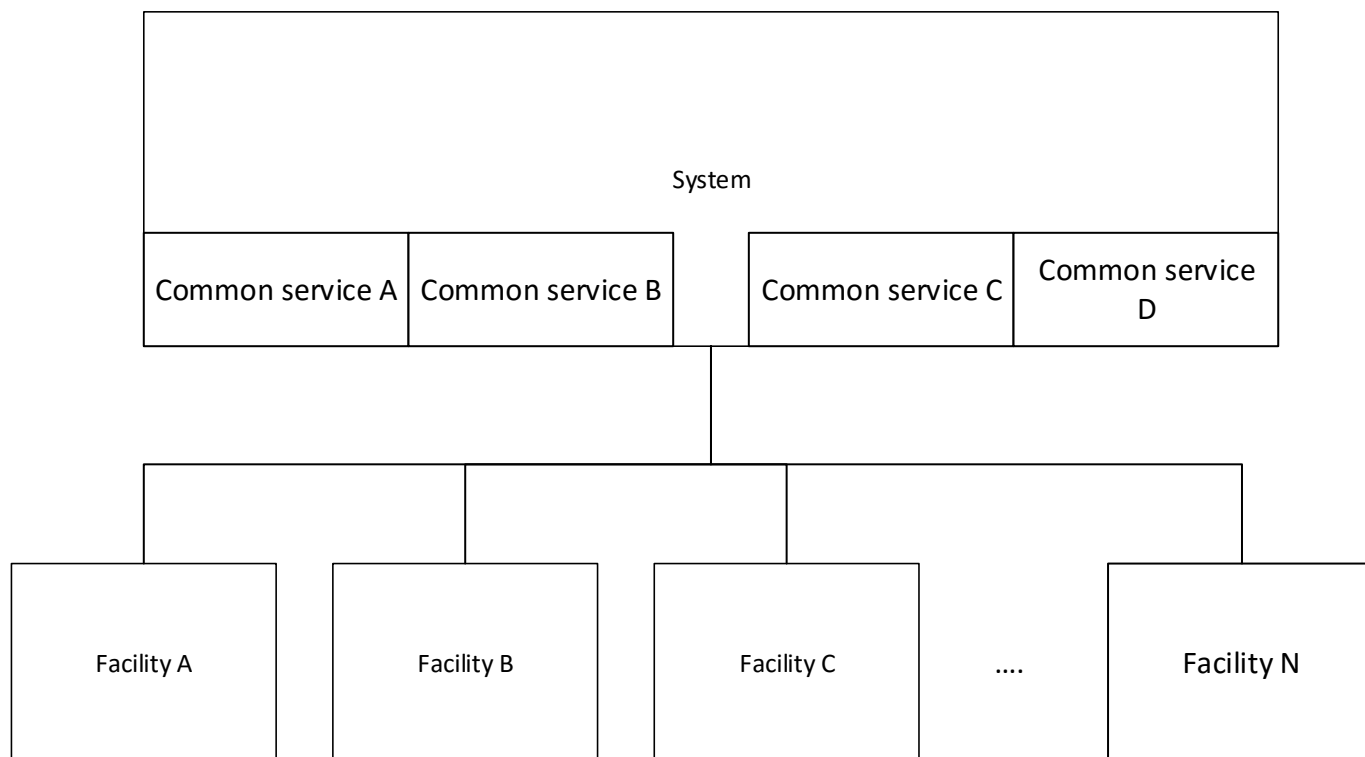 System
Common service A
Common service B
Common service C
Common service
D
Facility A
Facility B
Facility C
....
Facility N